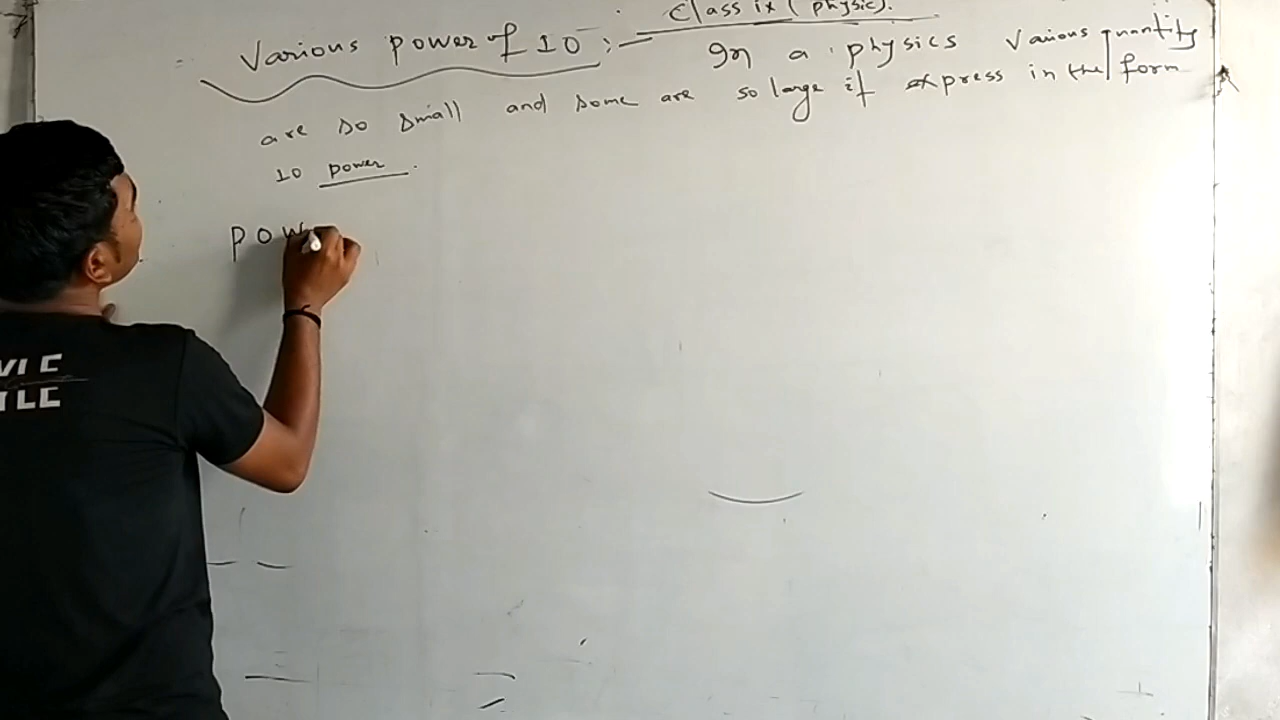 Class ix ( physic).
Various power of 10 :- In a physics Various quantity
are so small and some are so large it express in the form
10 power.
pow